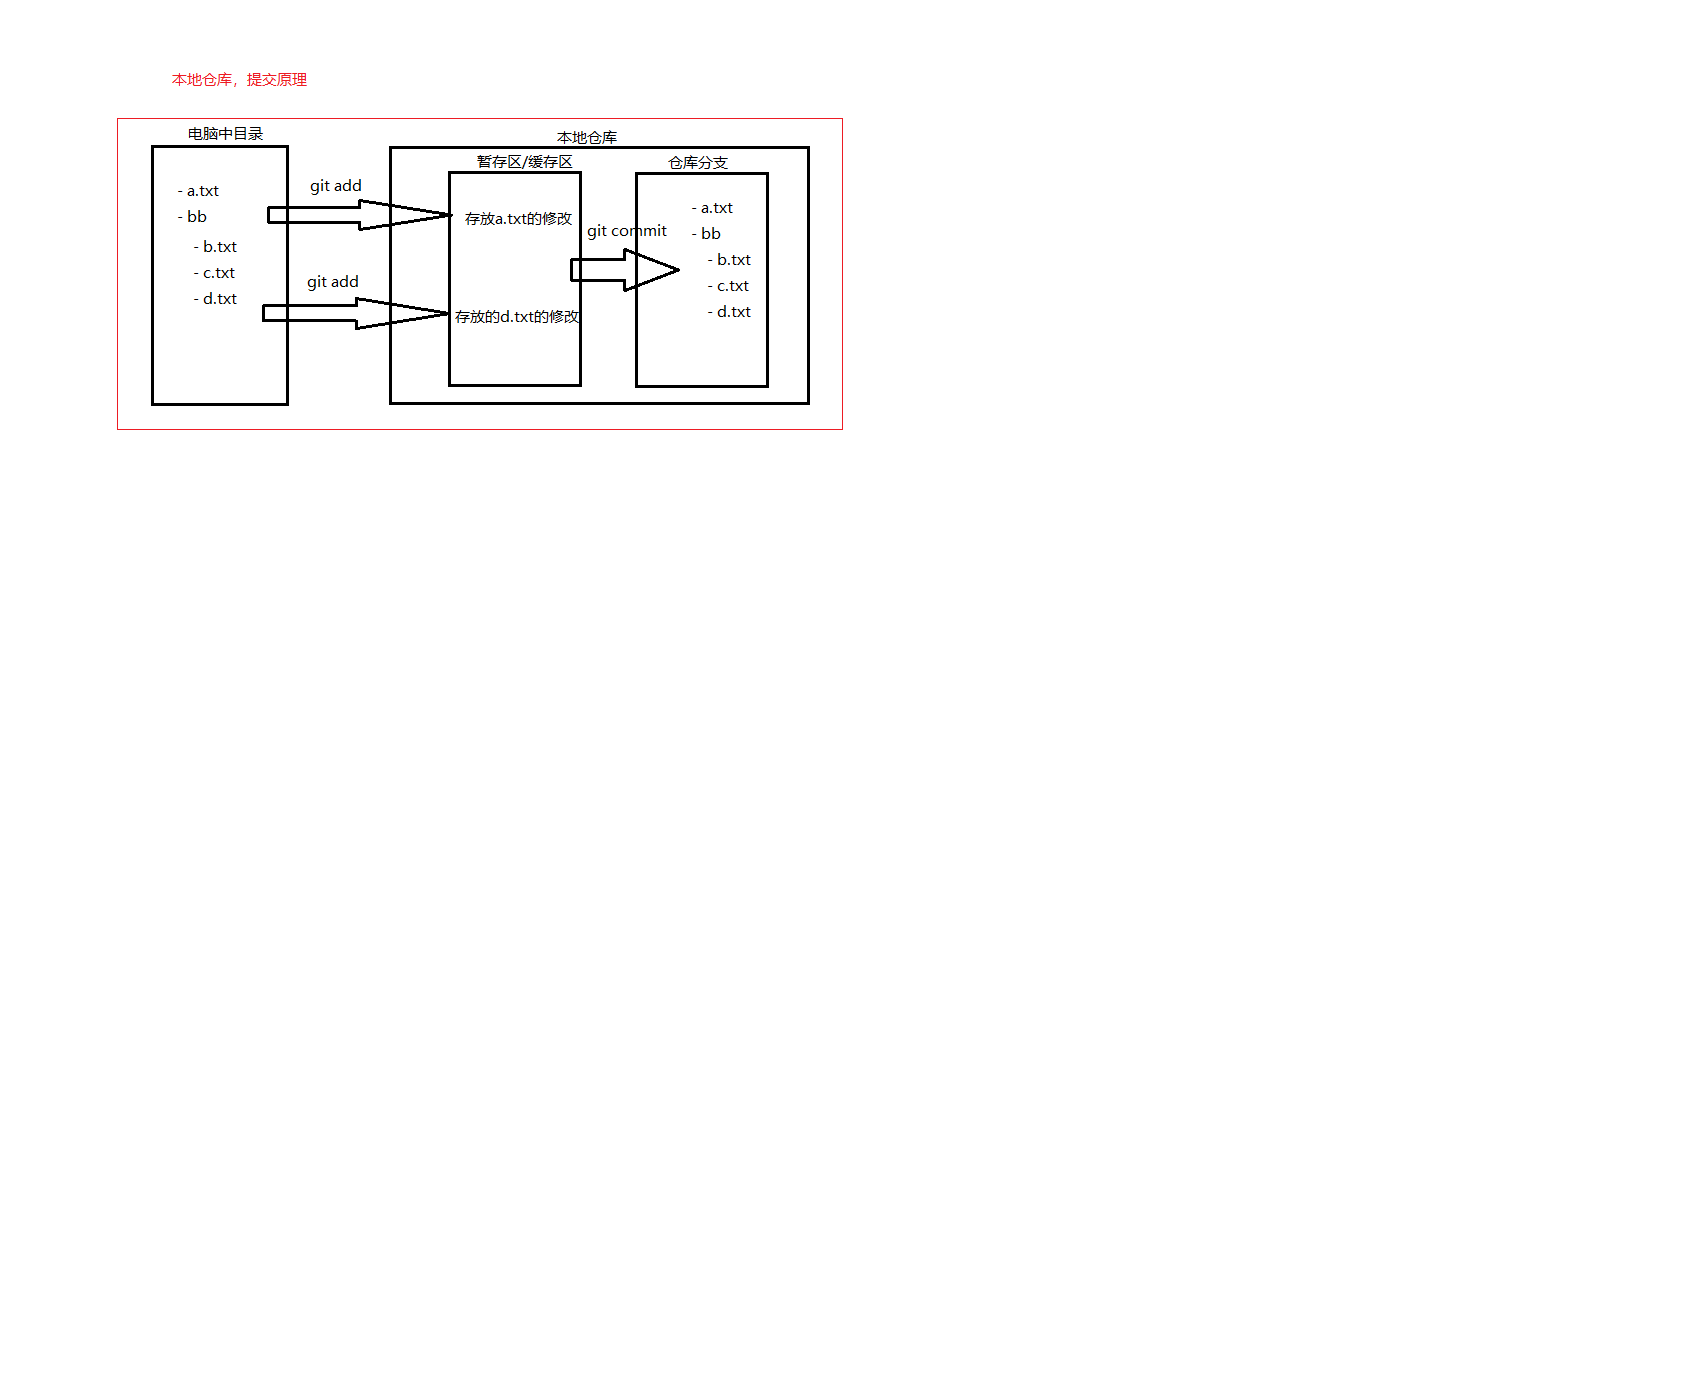 本地仓库，提交原理
电脑中目录
- a.txt
- bb
- b.txt
- c.txt
- d.txt
git add
git add
本地仓库
暂存区/缓存区
存放a.txt的修改
存放的d.txt的修改
git commit
仓库分支
- a.txt
- bb
- b.txt
- c.txt
- d.txt